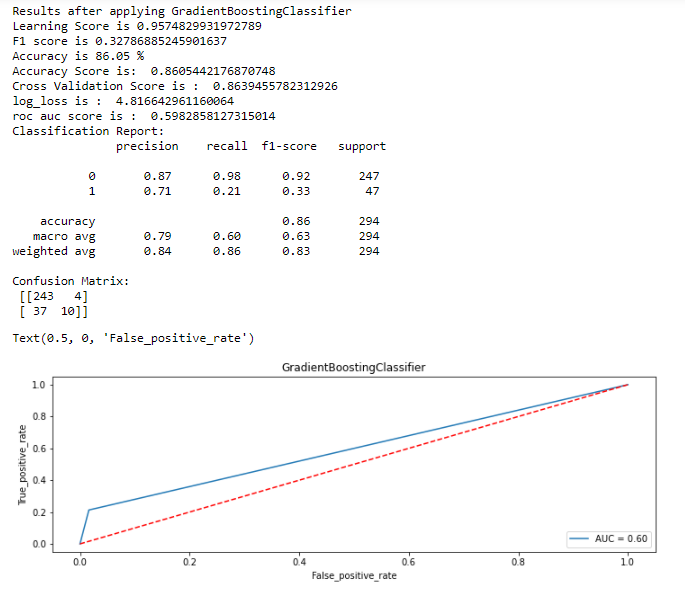 Results after applying GradientBoostingClassifier
Learning Score is 0.9574829931972789
F1 score is 0.32786885245901637
Accuracy is 86.05 %
Accuracy Score is:  0.8605442176870748
Cross Validation Score is :  0.8639455782312926
log_loss is :  4.816642961160064
roc auc score is :  0.5982858127315014
Classification Report:
precision recall f1-score support
0 0.87 0.98 0.92 247
1 0.71 0.21 0.33 47
accuracy 0.86 294
macro avg 0.79 0.60 0.63 294
weighted avg 0.84 0.86 0.83 294
Confusion Matrix:
[[243   4]
[ 37  10]]
Text(0.5, 0, 'False_positive_rate')
GradientBoostingClassifier
1.0
0.8
0.6
0.4
0.2
0.0
True_positive_rate
AUC = 0.60
0.0 0.2 0.4 0.6 0.8 1.0
False_positive_rate